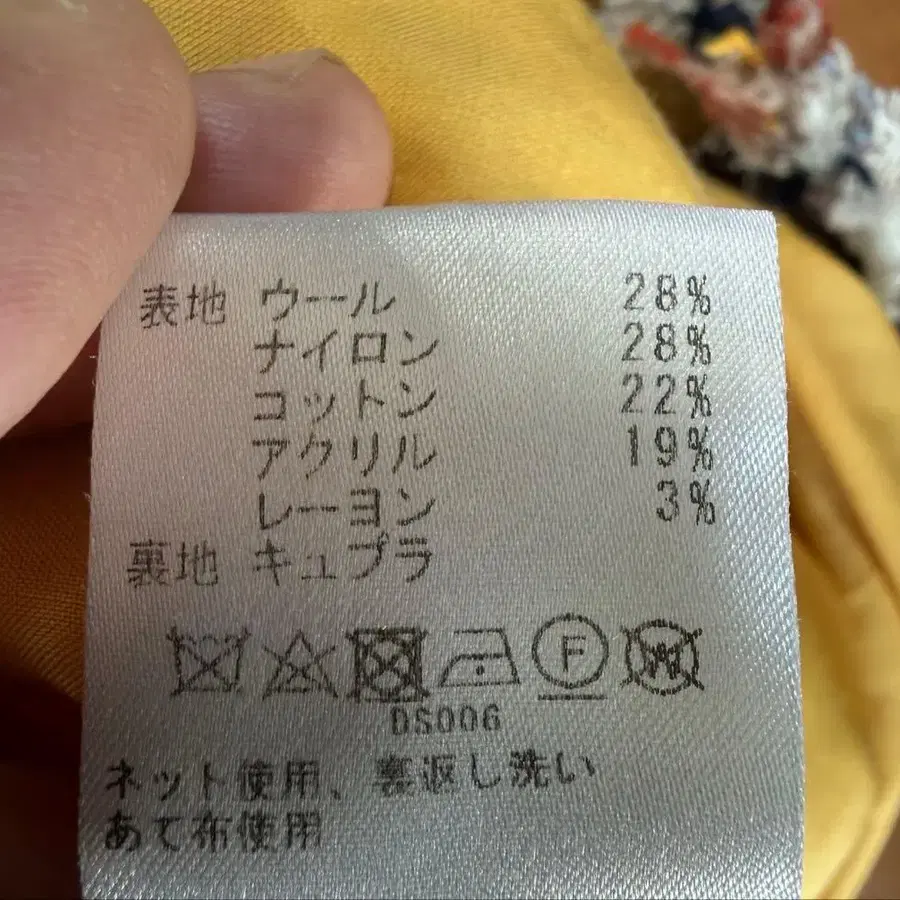 表地 ウール 28%
ナイロン 28%
コットン 22%
アクリル 19%
レーヨン 3%
裏地 キュプラ
F W
DS006
ネット使用、裏返し洗い
あて布使用